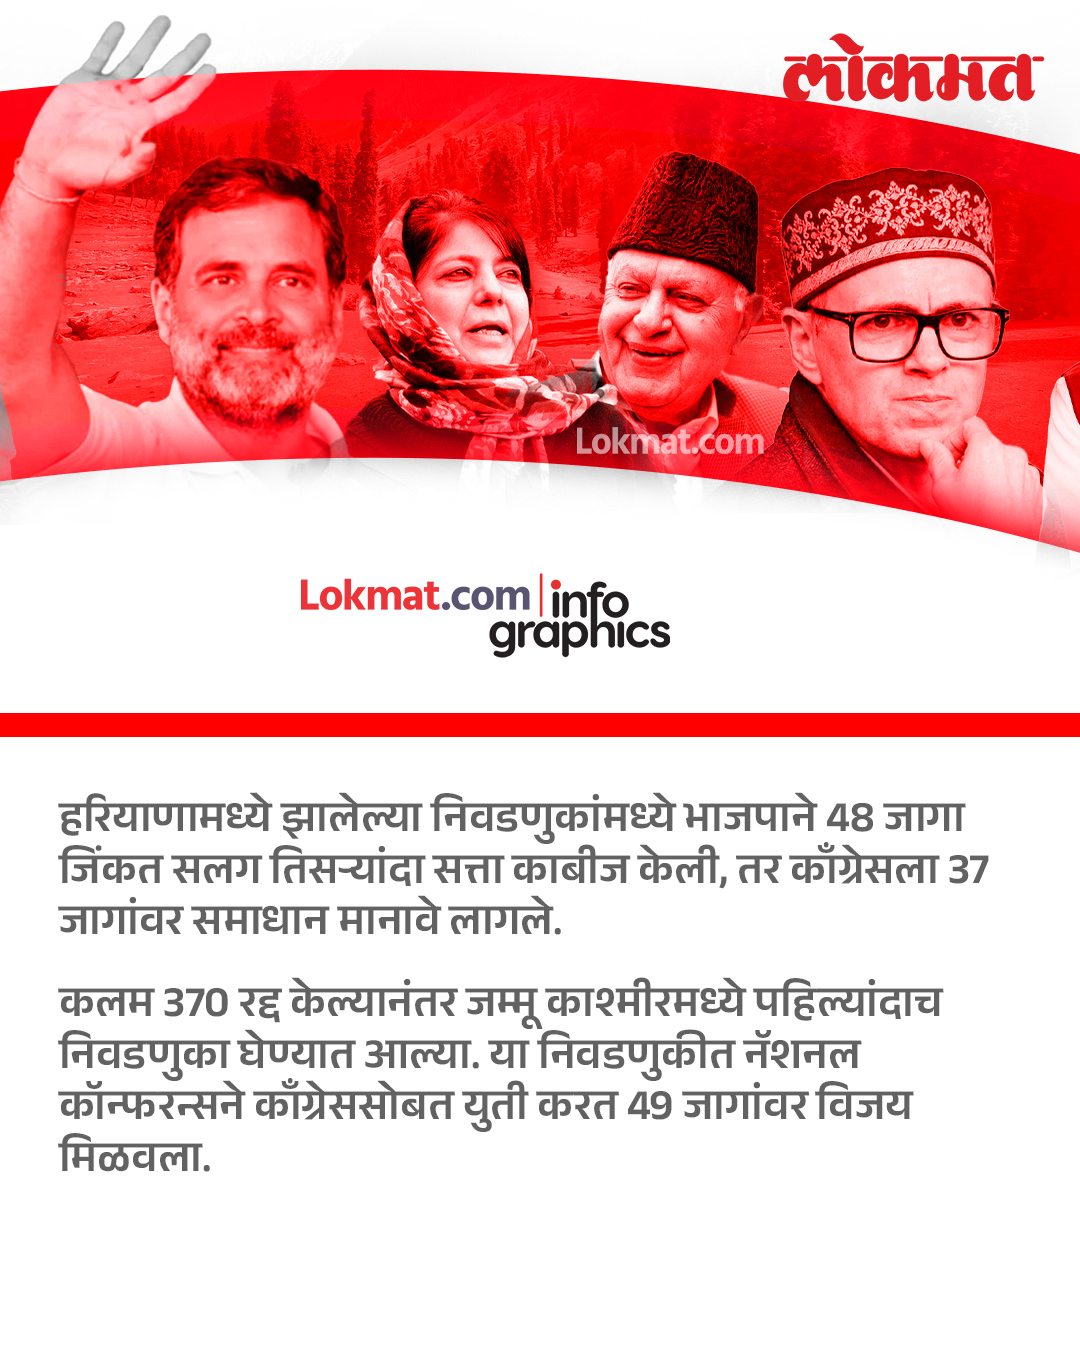 लोकमत
Lokmat.com
Lokmat.com info
graphics
हरियाणामध्ये झालेल्या निवडणुकांमध्ये भाजपाने 48 जागा
जिंकत सलग तिसऱ्यांदा सत्ता काबीज केली, तर काँग्रेसला 37
जागांवर समाधान मानावे लागले.
कलम 370 रद्द केल्यानंतर जम्मू काश्मीरमध्ये पहिल्यांदाच
निवडणुका घेण्यात आल्या. या निवडणुकीत नॅशनल
कॉन्फरन्सने काँग्रेससोबत युती करत 49 जागांवर विजय
मिळवला.